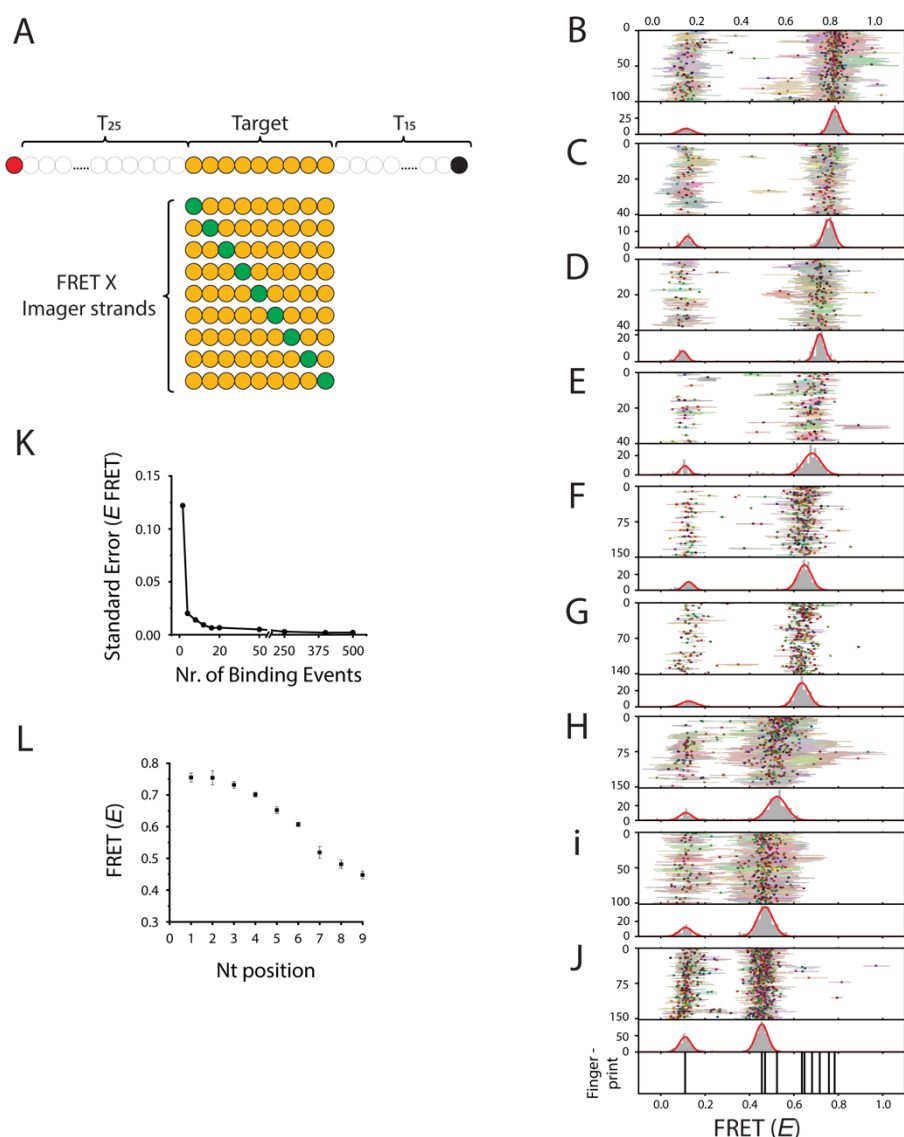 A
T25 Target T15
FRET X
Imager strands
K
Standard Error (E FRET)
0.15
0.10
0.05
0.00
0 20 50 250 375 500
Nr. of Binding Events
L
FRET (E)
0.8
0.7
0.6
0.5
0.4
0.3
0 1 2 3 4 5 6 7 8 9
Nt position
0.0 0.2 0.4 0.6 0.8 1.0
B
0
50
100
25
0
C
0
20
40
10
0
D
0
20
40
20
0
E
0
20
40
20
0
F
0
75
150
20
0
G
0
70
140
20
0
H
0
75
150
20
0
i
0
50
100
20
0
J
0
75
150
50
0
Finger -
print
0.0 0.2 0.4 0.6 0.8 1.0
FRET (E)